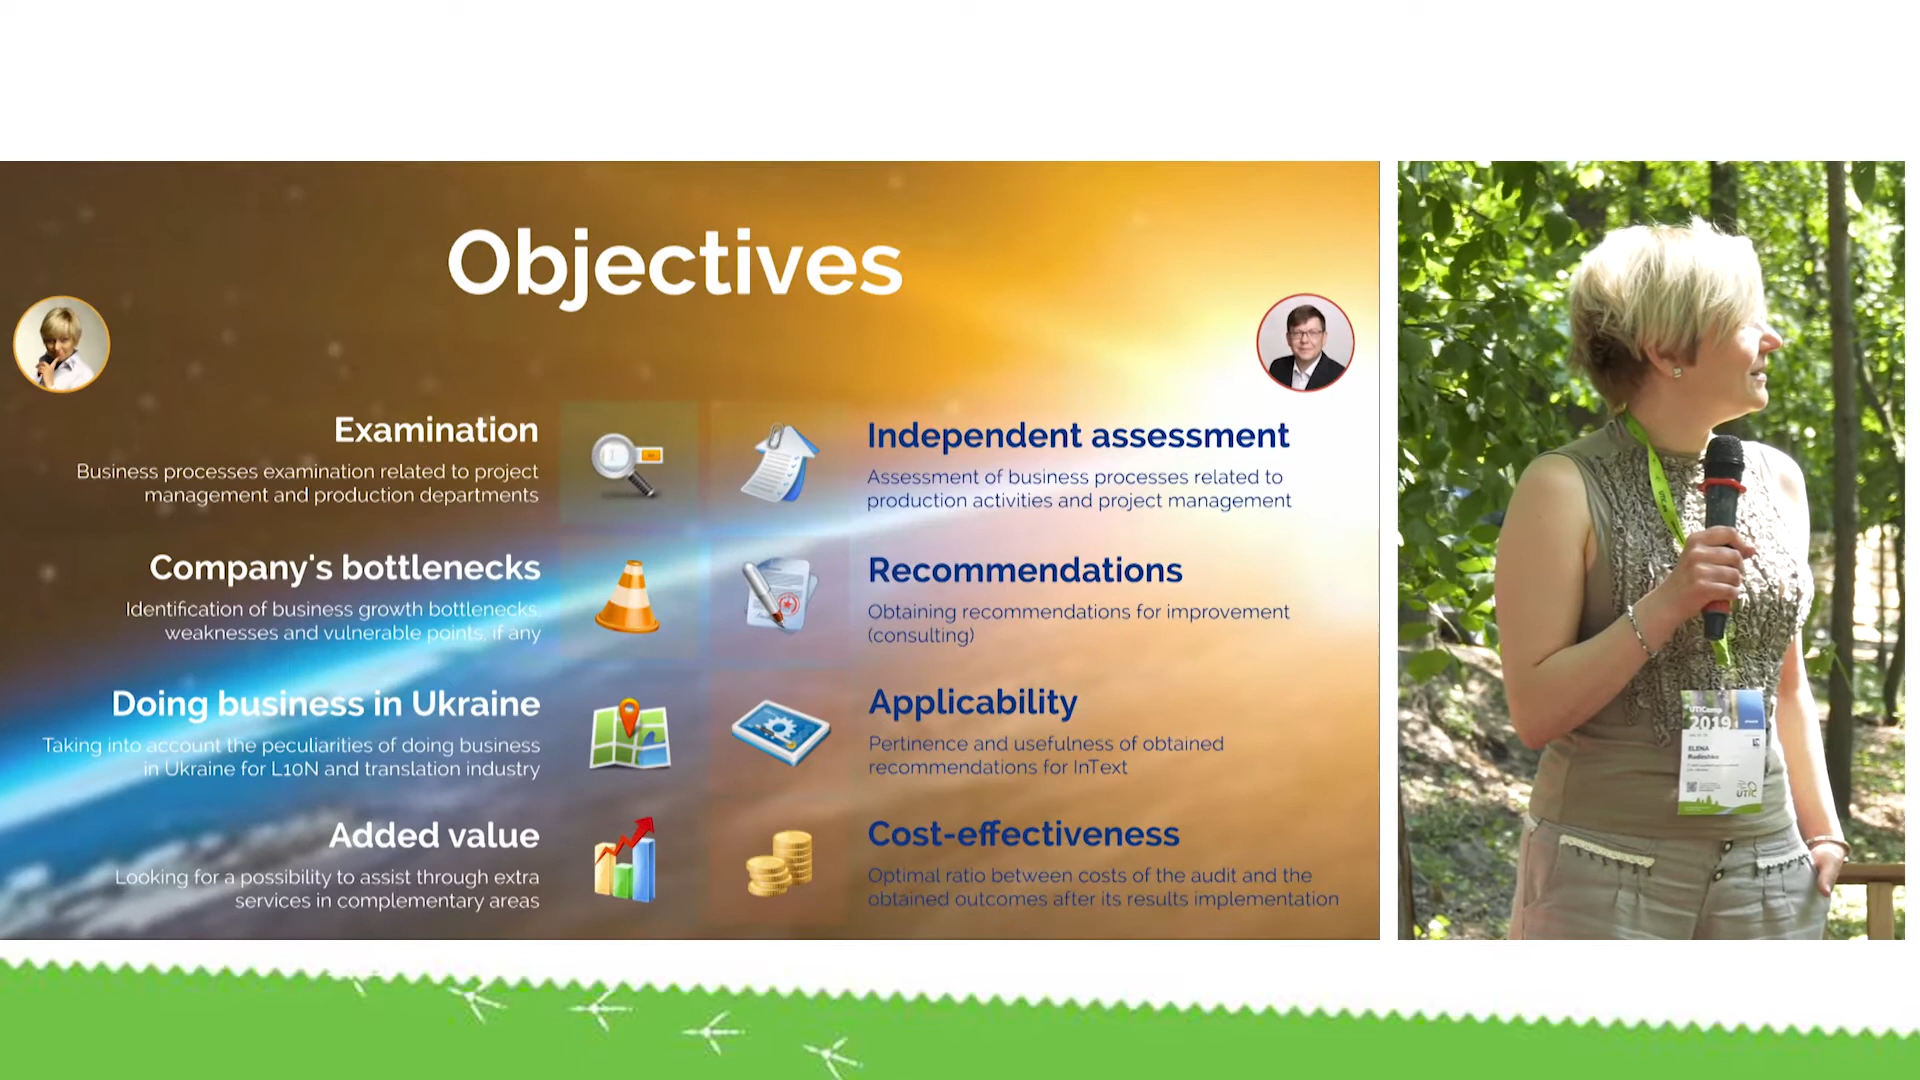 Objectives
Examination
Business processes examination related to project
management and production departments
Company's bottlenecks
Identification of business growth bottlenecks,
weaknesses and vulnerable points, if any
Doing business in Ukraine
Taking into account the peculiarities of doing business
in Ukraine for L10N and translation industry
Added value
Looking for a possibility to assist through extra
services in complementary areas
Independent assessment
Assessment of business processes related to
production activities and project management
Recommendations
Obtaining recommendations for improvement
(consulting)
Applicability
Pertinence and usefulness of obtained
recommendations for InText
Cost-effectiveness
Optimal ratio between costs of the audit and the
obtained outcomes after its results implementation
UTICamp
2019
ELENA
UTIC